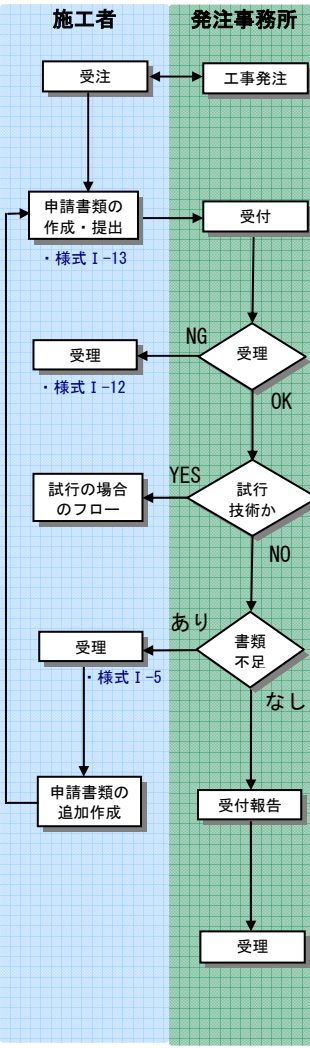 施工者
発注事務所
受注
工事発注
申請書類の
作成・提出
受付
・様式Ⅰ-13
NG
受理
受理
・様式Ⅰ-12
OK
YES
試行の場合
のフロー
試行
技術か
NO
あり
受理
書類
不足
・様式Ⅰ-5
なし
申請書類の
追加作成
受付報告
受理